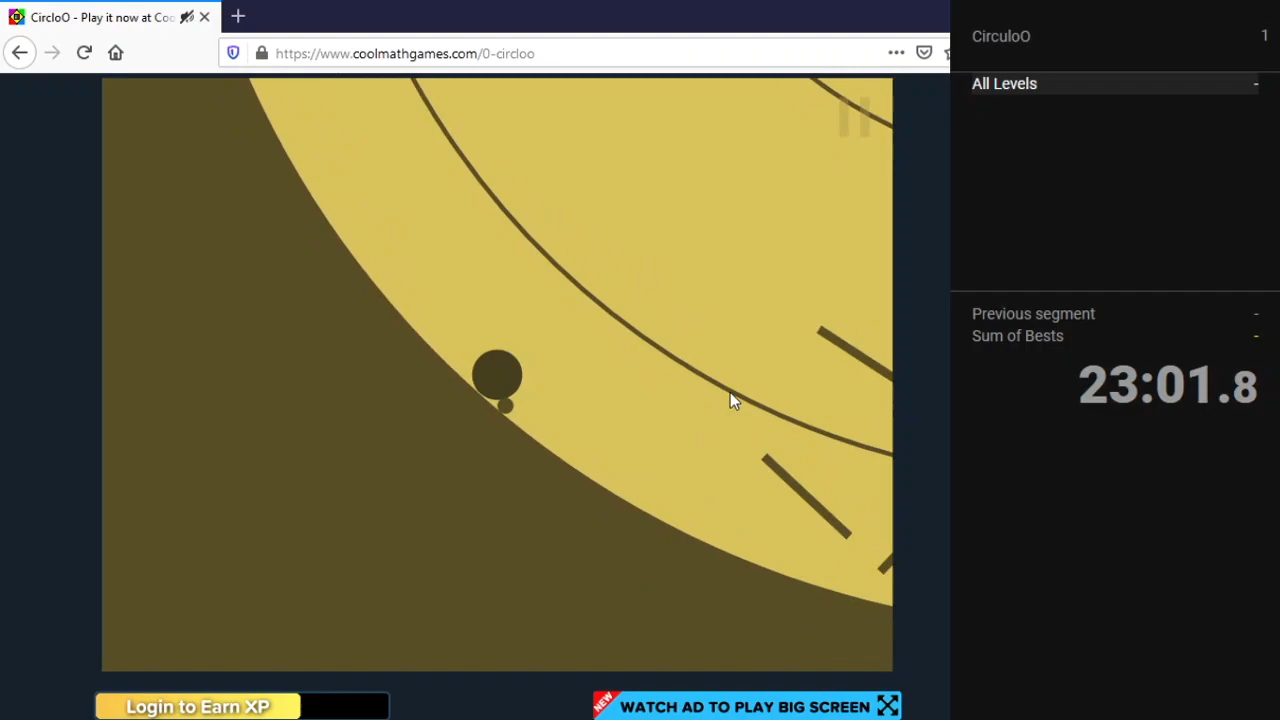 CircloO - Play it now at Coo
https://www.coolmathgames.com/0-circloo
CirculoO 1
All Levels -
Previous segment -
Sum of Bests -
23:01.8
Login to Earn XP
NEW WATCH AD TO PLAY BIG SCREEN